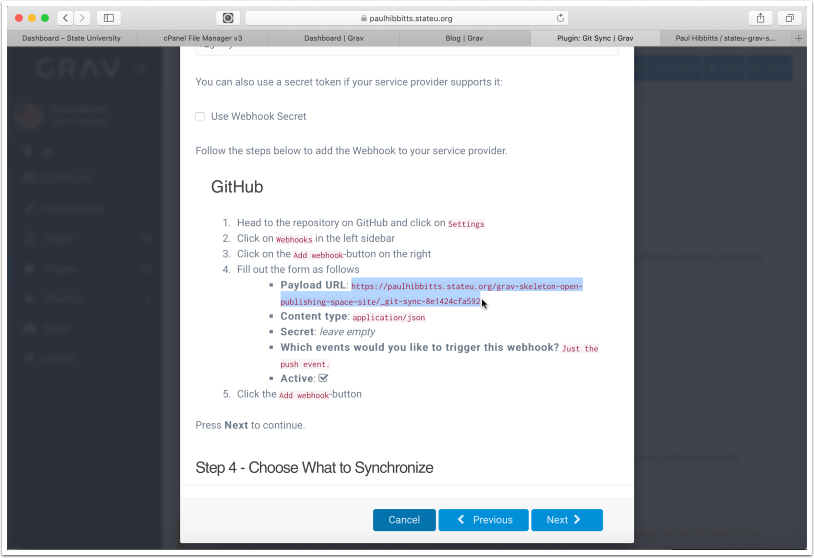 paulhibbitts.stateu.org
Dashboard – State University
cPanel File Manager v3
Dashboard | Grav
Blog | Grav
Plugin: Git Sync | Grav
Paul Hibbitts / stateu-grav-s...
GRAV
You can also use a secret token if your service provider supports it:
Use Webhook Secret
Follow the steps below to add the Webhook to your service provider.
GitHub
1. Head to the repository on GitHub and click on Settings
2. Click on Webhooks in the left sidebar
3. Click on the Add webhook-button on the right
4. Fill out the form as follows
Payload URL: https://paulhibbitts.stateu.org/grav-skeleton-open-
publishing-space-site/_git-sync-8e1424cfa592
Content type: application/json
Secret: leave empty
Which events would you like to trigger this webhook? Just the
push event.
Active:
5. Click the Add webhook-button
Press Next to continue.
Step 4 - Choose What to Synchronize
Cancel
Previous
Next